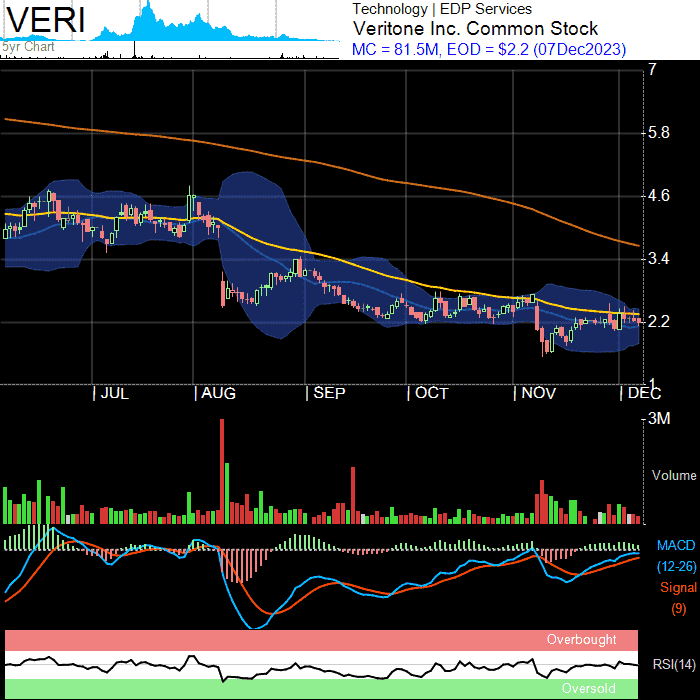 VERI
5yr Chart
Technology | EDP Services
Veritone Inc. Common Stock
MC = 81.5M, EOD = $2.2 (07Dec2023)
7
5.8
4.6
3.4
2.2
1
| JUL | AUG | SEP | OCT | NOV | DEC
3M
Volume
MACD
(12-26)
Signal
(9)
Overbought
RSI(14)
Oversold